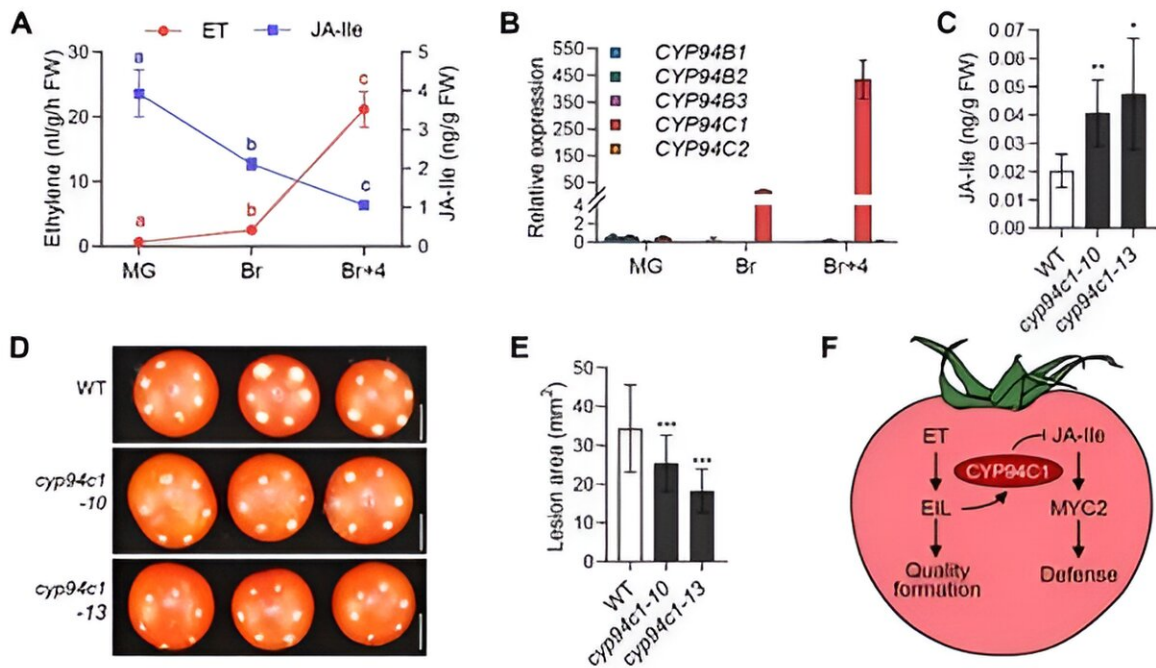 A
ET
JA-Ile
Ethylene (nl/g/h FW)
30
20
10
0
a
b
c
a
b
c
5
4
3
2
1
0
JA-Ile (ng/g FW)
MG
Br
Br+4
B
Relative expression
550
450
350
250
150
50
4
2
0
CYP94B1
CYP94B2
CYP94B3
CYP94C1
CYP94C2
MG
Br
Br+4
C
JA-Ile (ng/g FW)
0.07
0.06
0.05
0.04
0.03
0.02
0.01
0.00
**
*
WT
cyp94c1-10
cyp94c1-13
D
WT
cyp94c1
-10
cyp94c1
-13
E
Lesion area (mm2)
50
40
30
20
10
0
***
***
WT
cyp94c1-10
cyp94c1-13
F
ET
JA-Ile
CYP94C1
EIL
MYC2
Quality
formation
Defense